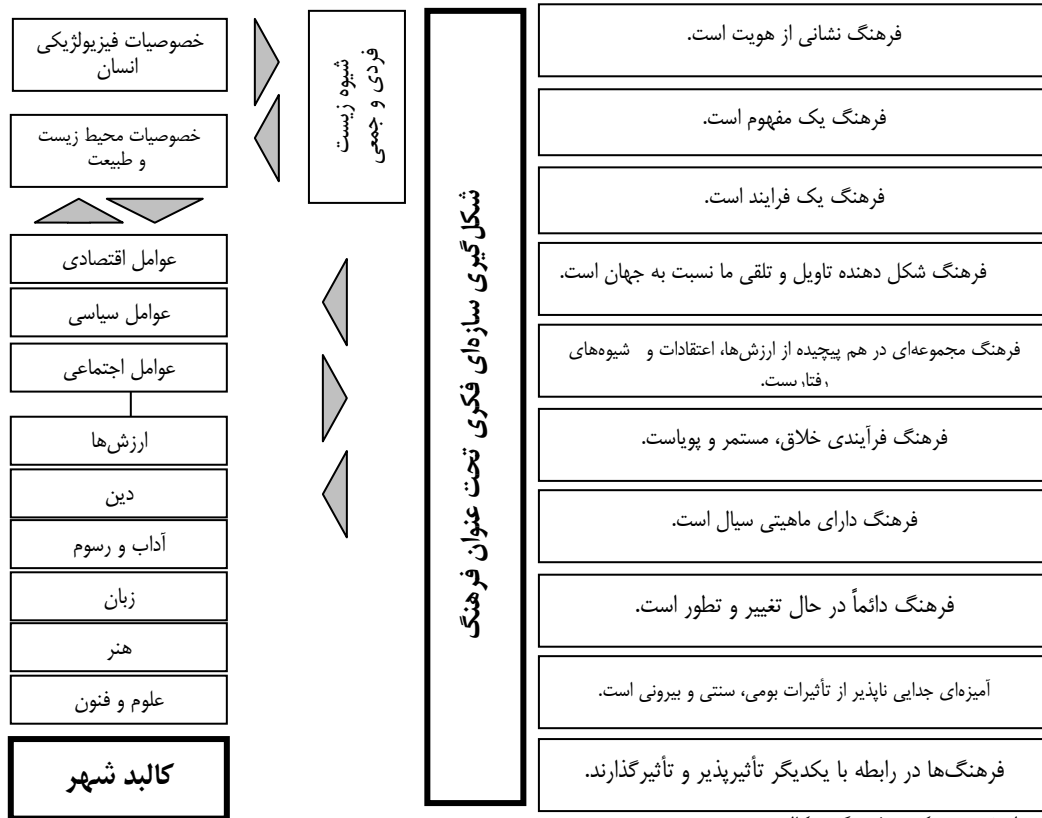 فرهنگ نشانی از هویت است.
فرهنگ یک مفهوم است.
فرهنگ یک فرایند است.
فرهنگ شکل دهنده تاویل و تلقی ما نسبت به جهان است.
فرهنگ مجموعه‌ای در هم پیچیده از ارزش‌ها، اعتقادات و شیوه‌های
رفتاریست.
فرهنگ فرآیندی خلاق، مستمر و پویاست.
فرهنگ دارای ماهیتی سیال است.
فرهنگ دائماً در حال تغییر و تطور است.
آمیزه‌ای جدایی ناپذیر از تأثیرات بومی، سنتی و بیرونی است.
فرهنگ‌ها در رابطه با یکدیگر تأثیرپذیر و تأثیرگذارند.
شکل‌گیری سازه‌ای فکری تحت عنوان فرهنگ
شیوه زیست
فردی و جمعی
خصوصیات فیزیولژیکی
انسان
خصوصیات محیط زیست
و طبیعت
عوامل اقتصادی
عوامل سیاسی
عوامل اجتماعی
ارزش‌ها
دین
آداب و رسوم
زبان
هنر
علوم و فنون
کالبد شهر